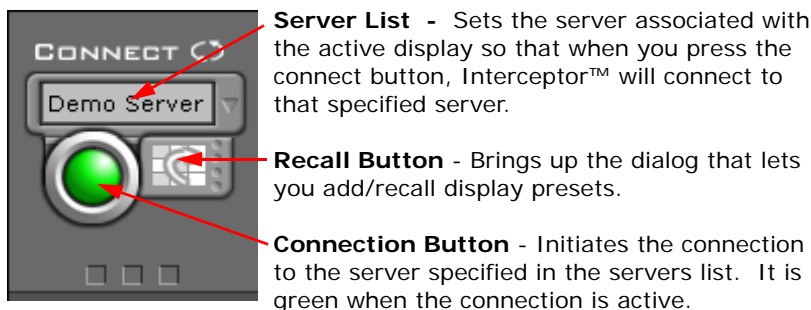 CONNECT
Demo Server
Server List - Sets the server associated with
the active display so that when you press the
connect button, Interceptor™ will connect to
that specified server.
Recall Button - Brings up the dialog that lets
you add/recall display presets.
Connection Button - Initiates the connection
to the server specified in the servers list. It is
green when the connection is active.